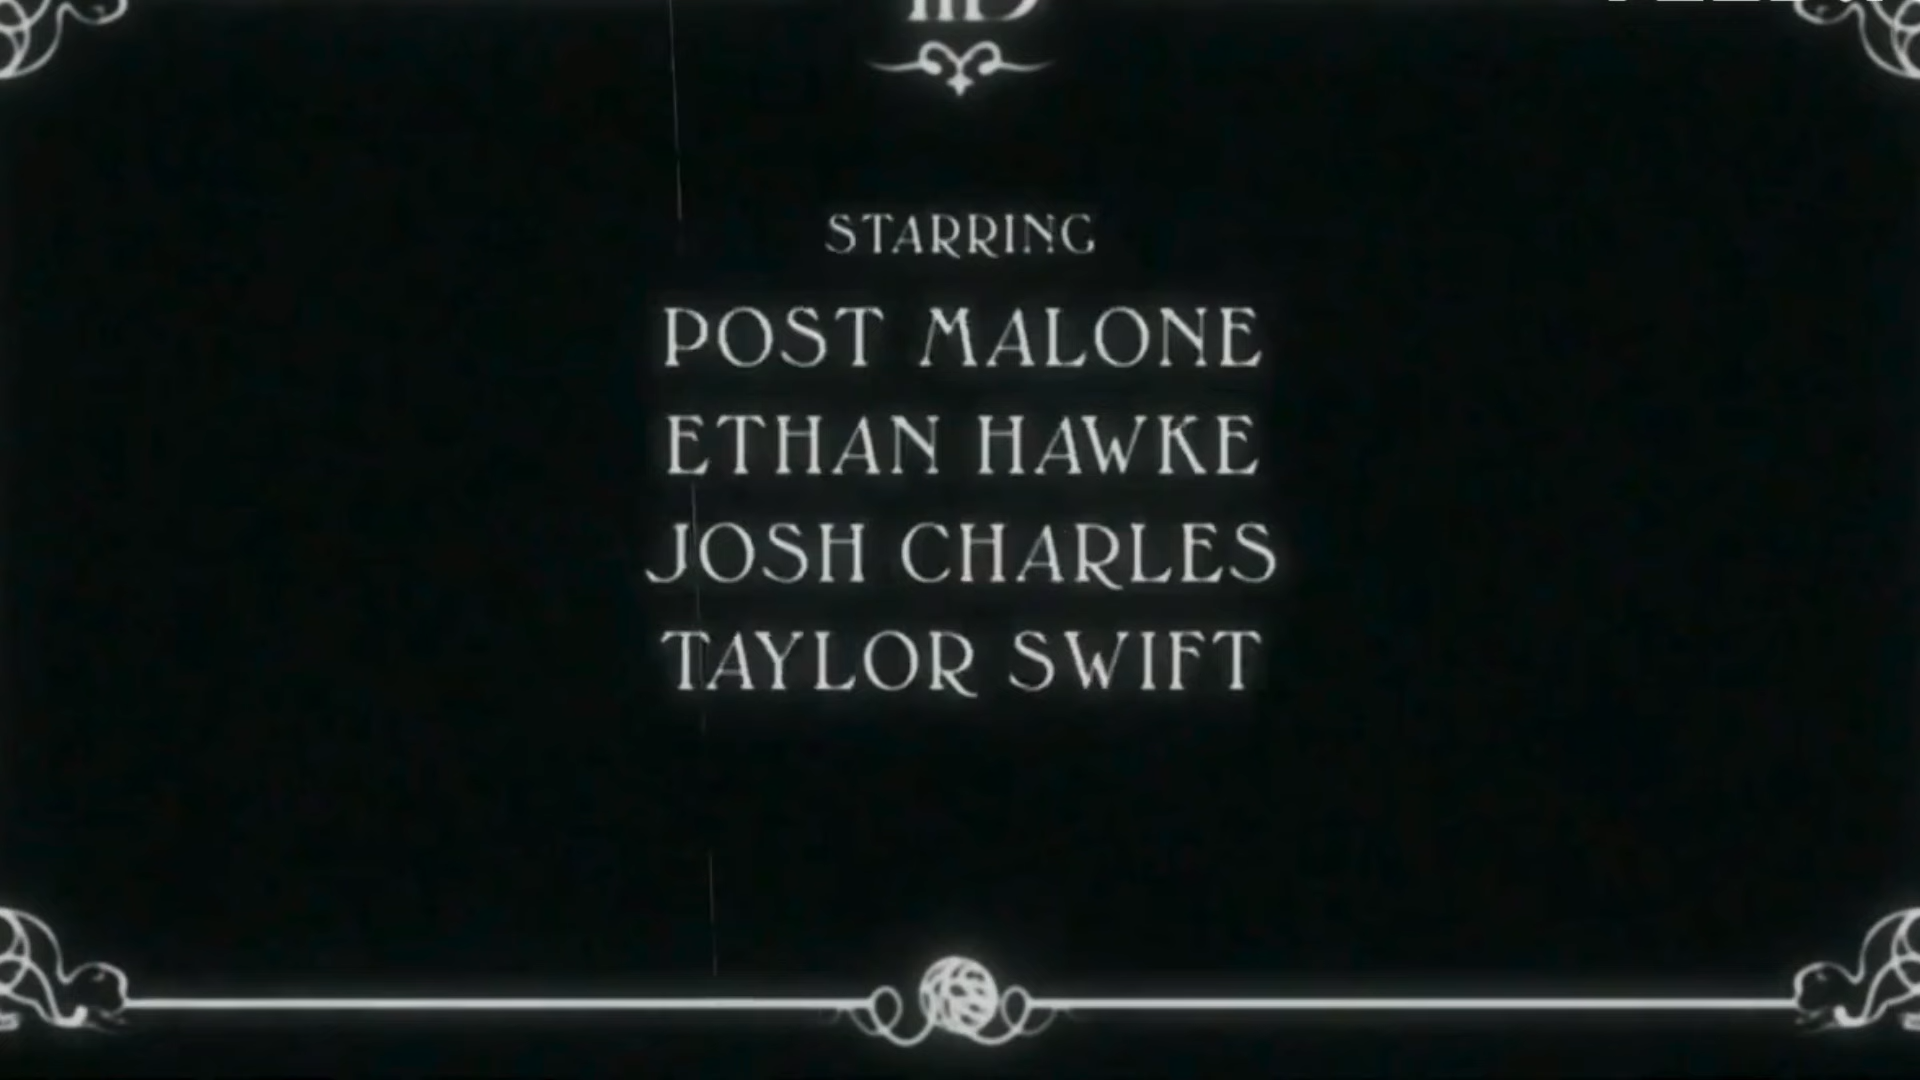 STARRING
POST MALONE
ETHAN HAWKE
JOSH CHARLES
TAYLOR SWIFT